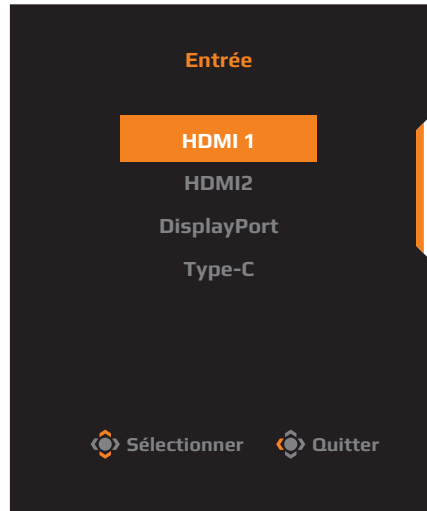 Entrée
HDMI 1
HDMI2
DisplayPort
Type-C
Sélectionner Quitter